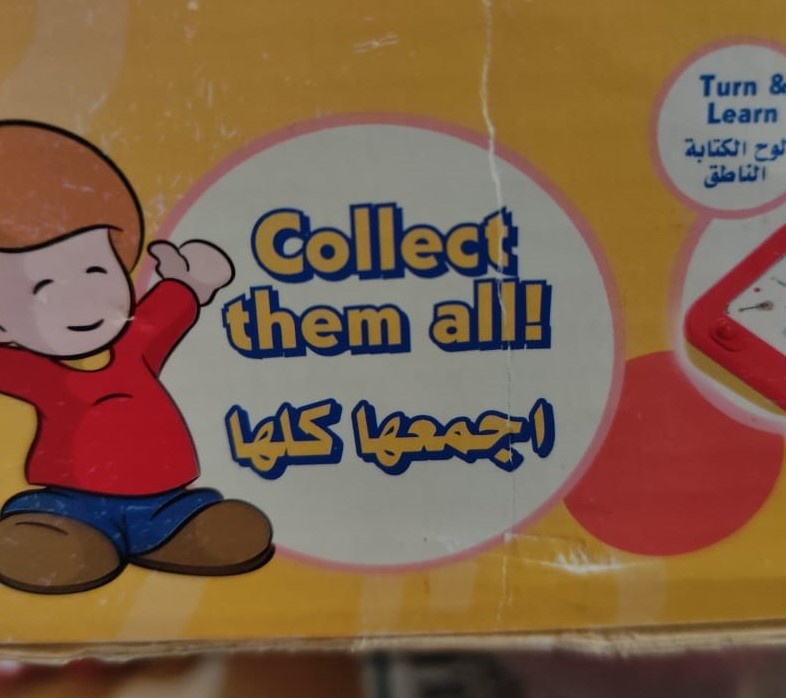 Collect
them all!
اجمعها كلها
Turn &
Learn
لوح الكتابة
الناطق